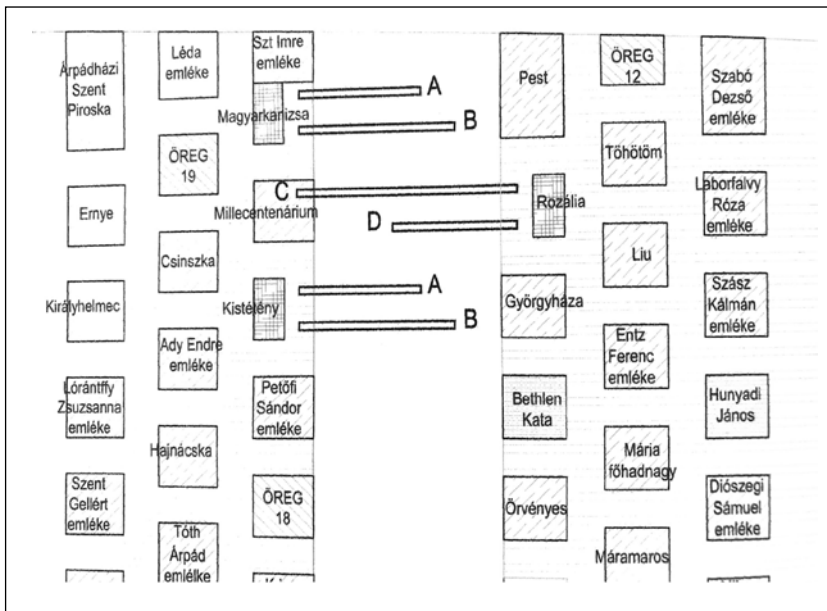 Árpádházi
Szent
Piroska
Léda
emléke
Szt Imre
emléke
Magyarkanizsa
A
B
Pest
ÖREG
12
Szabó
Dezső
emléke
ÖREG
19
Töhötöm
Ernye
Millecentenárium
C
D
Rozália
Laborfalvy
Róza
emléke
Csinszka
Liu
Királyhelmec
Kistétény
A
B
Györgyháza
Szász
Kálmán
emléke
Ady Endre
emléke
Entz
Ferenc
emléke
Lórántffy
Zsuzsanna
emléke
Petőfi
Sándor
emléke
Bethlen
Kata
Hunyadi
János
Hajnácska
Mária
főhadnagy
Szent
Gellért
emléke
ÖREG
18
Örvényes
Diószegi
Sámuel
emléke
Tóth
Árpád
emlélke
Máramaros